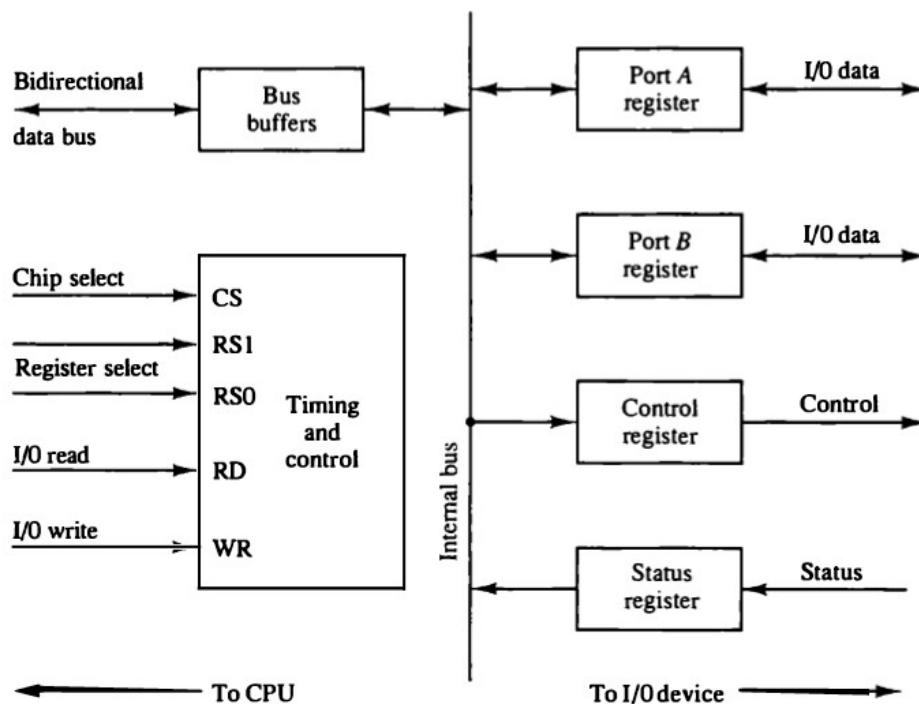 Bidirectional
data bus
Bus
buffers
Port A
register
I/O data
Port B
register
I/O data
Chip select
CS
RS1
Register select
RS0
Timing
and
control
I/O read
RD
I/O write
WR
Internal bus
Control
register
Control
Status
register
Status
To CPU
To I/O device